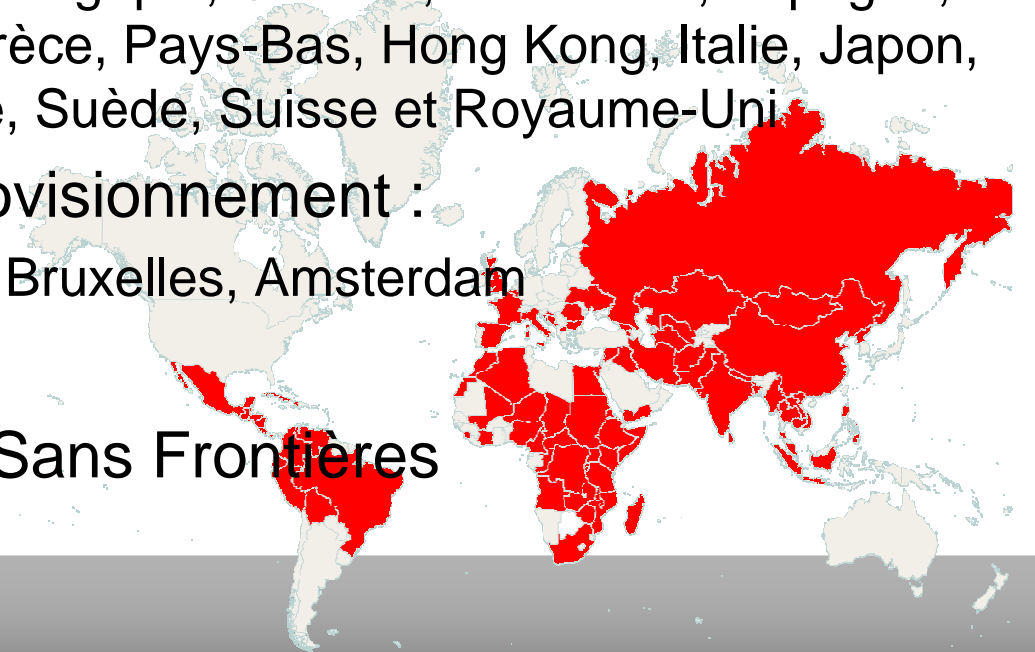 rèce, Pays-Bas, Hong Kong, Italie, Japon,
, Suède, Suisse et Royaume-Uni
ovisionnement :
Bruxelles, Amsterdam
Sans Frontières